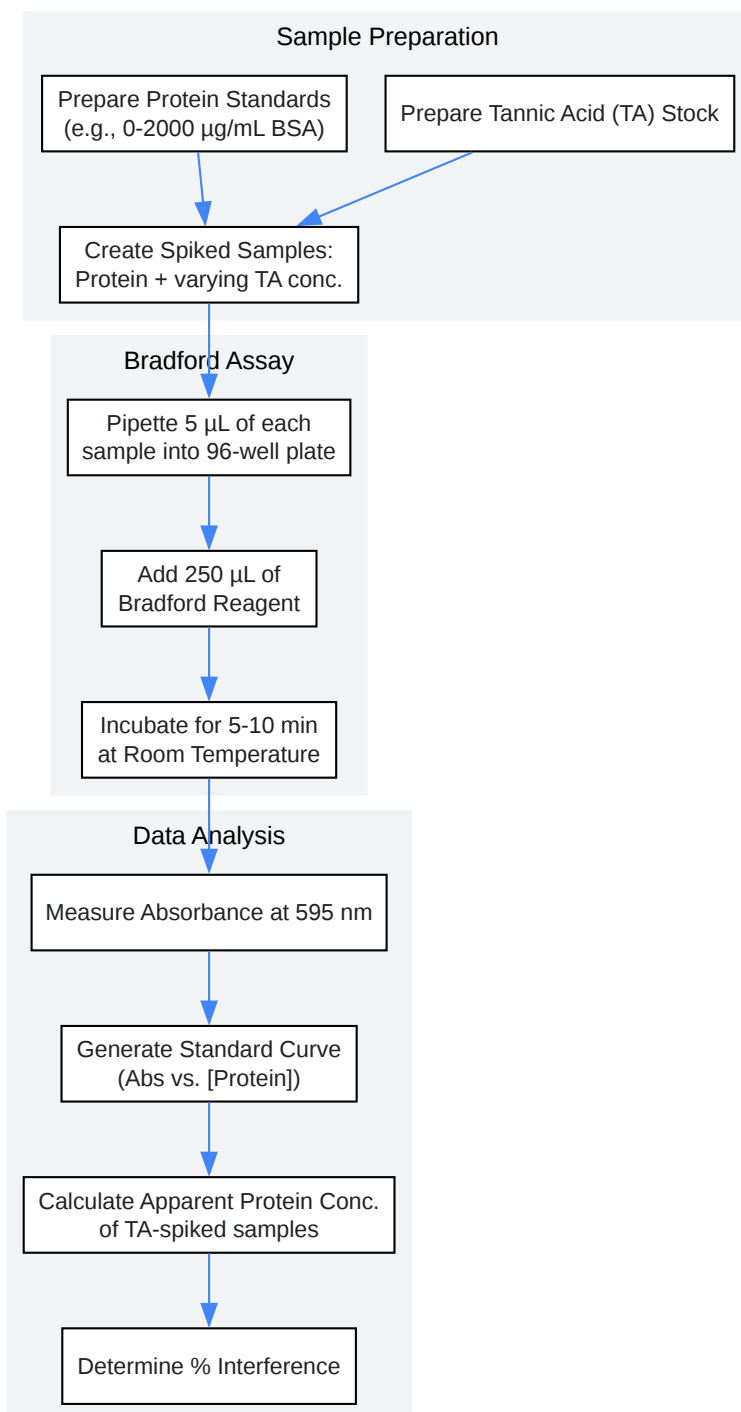 Sample Preparation
Prepare Protein Standards
(e.g., 0-2000 µg/mL BSA)
Prepare Tannic Acid (TA) Stock
Create Spiked Samples:
Protein + varying TA conc.
Bradford Assay
Pipette 5 µL of each
sample into 96-well plate
Add 250 µL of
Bradford Reagent
Incubate for 5-10 min
at Room Temperature
Data Analysis
Measure Absorbance at 595 nm
Generate Standard Curve
(Abs vs. [Protein])
Calculate Apparent Protein Conc.
of TA-spiked samples
Determine % Interference